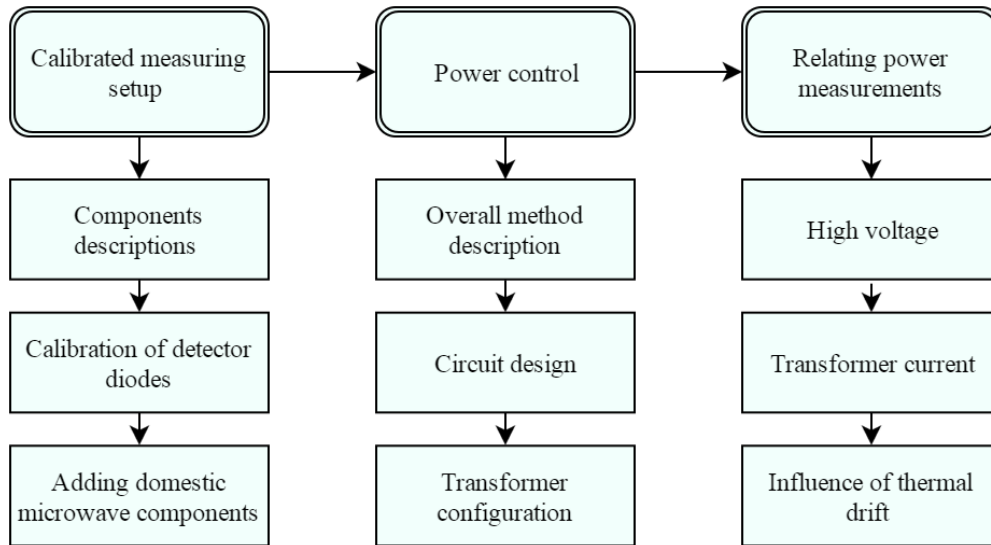 Calibrated measuring
setup
Power control
Relating power
measurements
Components
descriptions
Overall method
description
High voltage
Calibration of detector
diodes
Circuit design
Transformer current
Adding domestic
microwave components
Transformer
configuration
Influence of thermal
drift